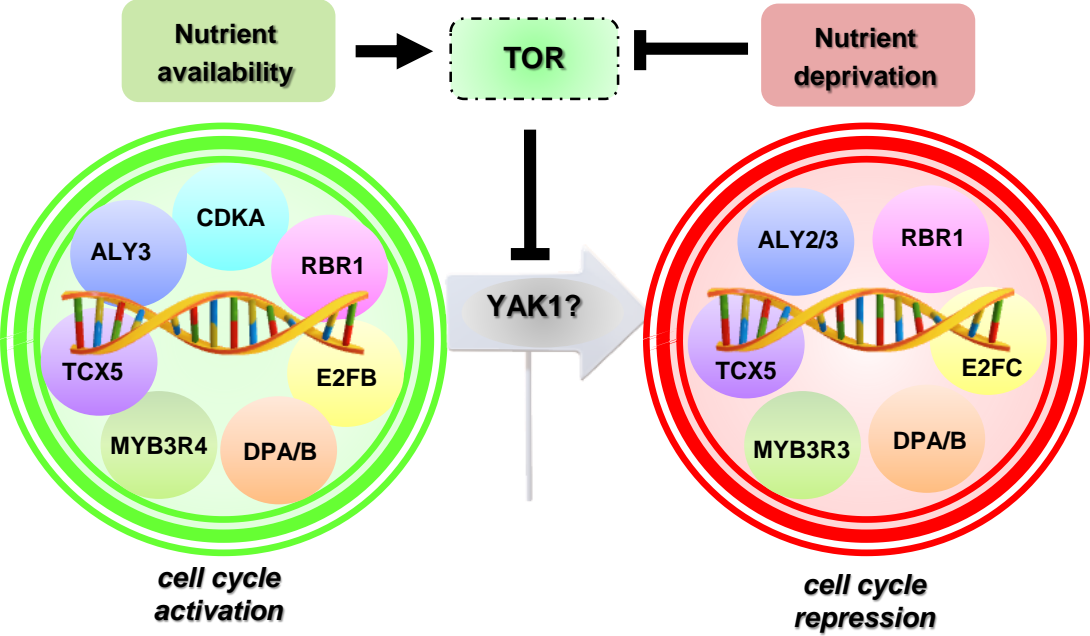 Nutrient
availability
TOR
Nutrient
deprivation
CDKA
ALY3
RBR1
TCX5
E2FB
MYB3R4
DPA/B
cell cycle
activation
YAK1?
ALY2/3
RBR1
TCX5
E2FC
MYB3R3
DPA/B
cell cycle
repression